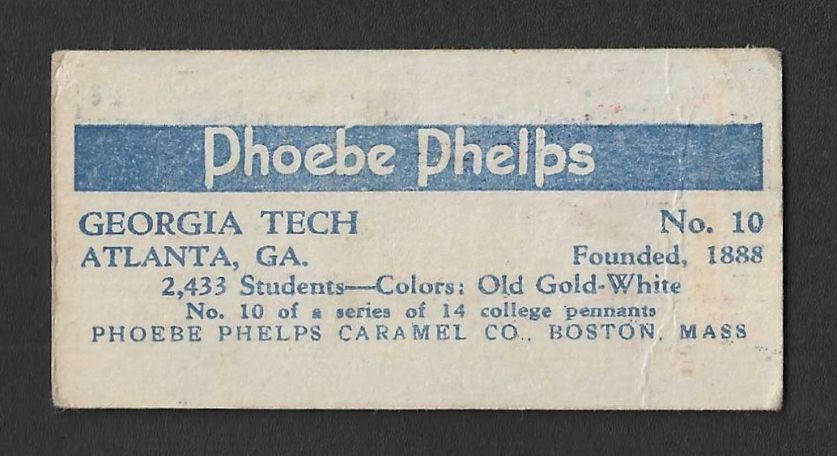 Phoebe Phelps
GEORGIA TECH No. 10
ATLANTA, GA. Founded, 1888
2,433 Students—Colors: Old Gold-White
No. 10 of a series of 14 college pennants
PHOEBE PHELPS CARAMEL CO., BOSTON, MASS